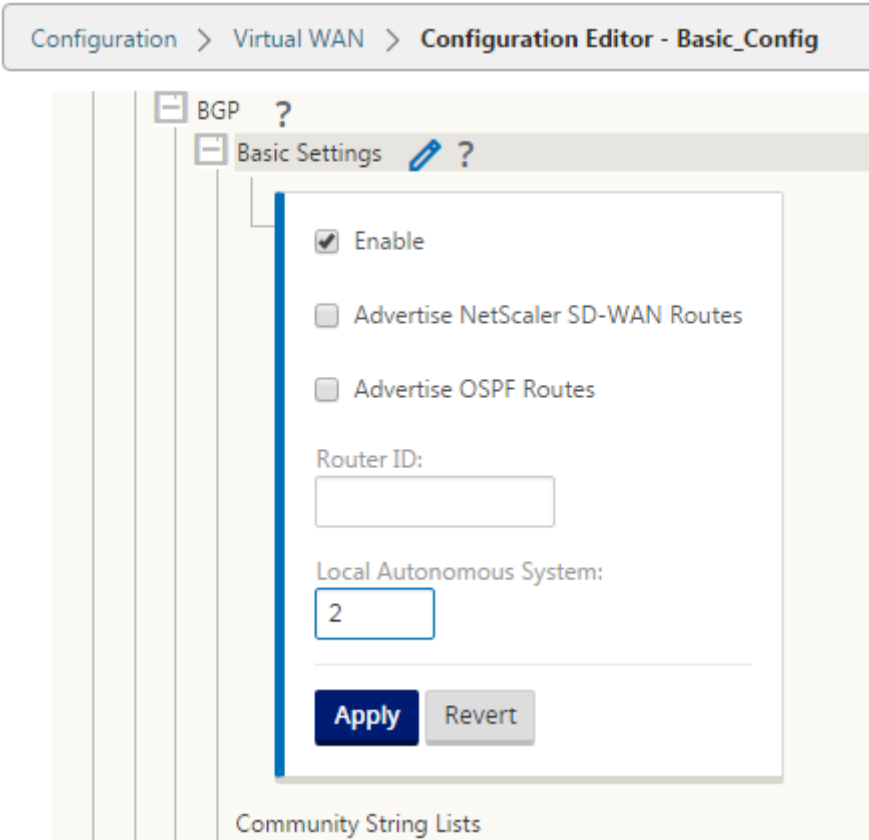 Configuration > Virtual WAN > Configuration Editor - Basic_Config
BGP ?
Basic Settings ?
Enable
Advertise NetScaler SD-WAN Routes
Advertise OSPF Routes
Router ID:
Local Autonomous System:
2
Apply Revert
Community String Lists